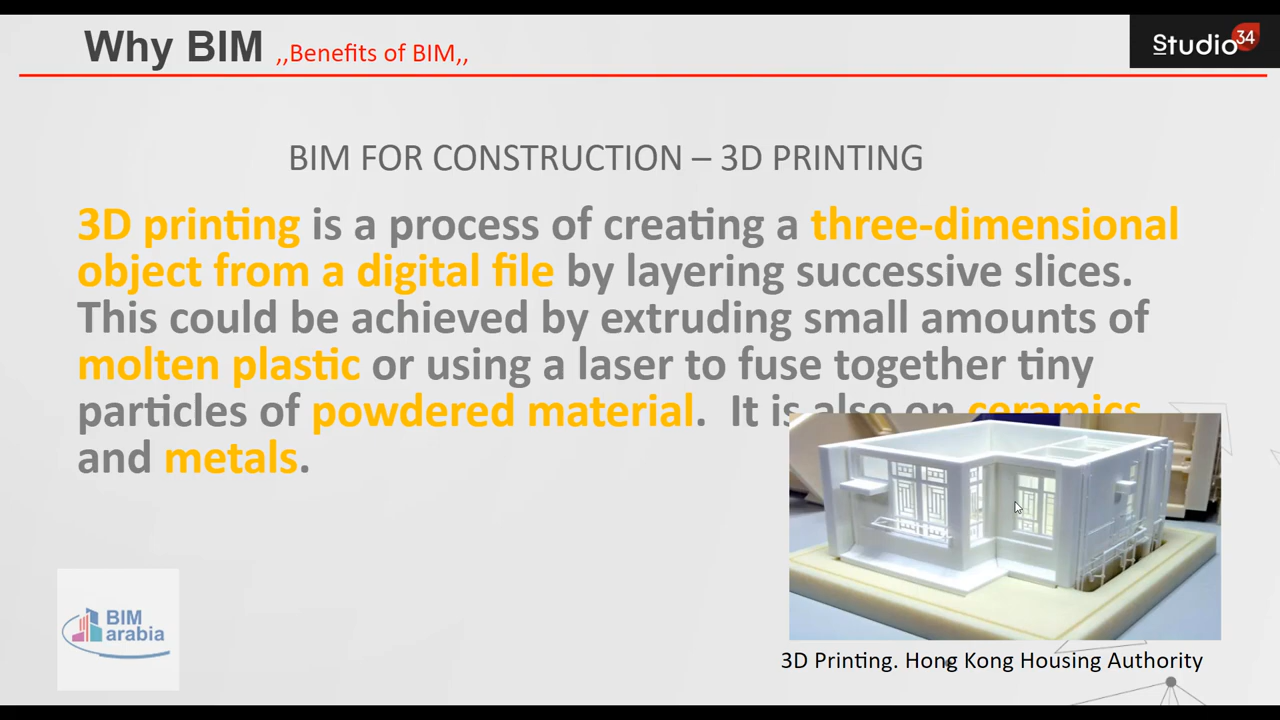 Why BIM ,,Benefits of BIM,,
Studio34
BIM FOR CONSTRUCTION – 3D PRINTING
3D printing is a process of creating a three-dimensional
object from a digital file by layering successive slices.
This could be achieved by extruding small amounts of
molten plastic or using a laser to fuse together tiny
particles of powdered material. It is also on ceramics
and metals.
BIM
arabia
3D Printing. Hong Kong Housing Authority